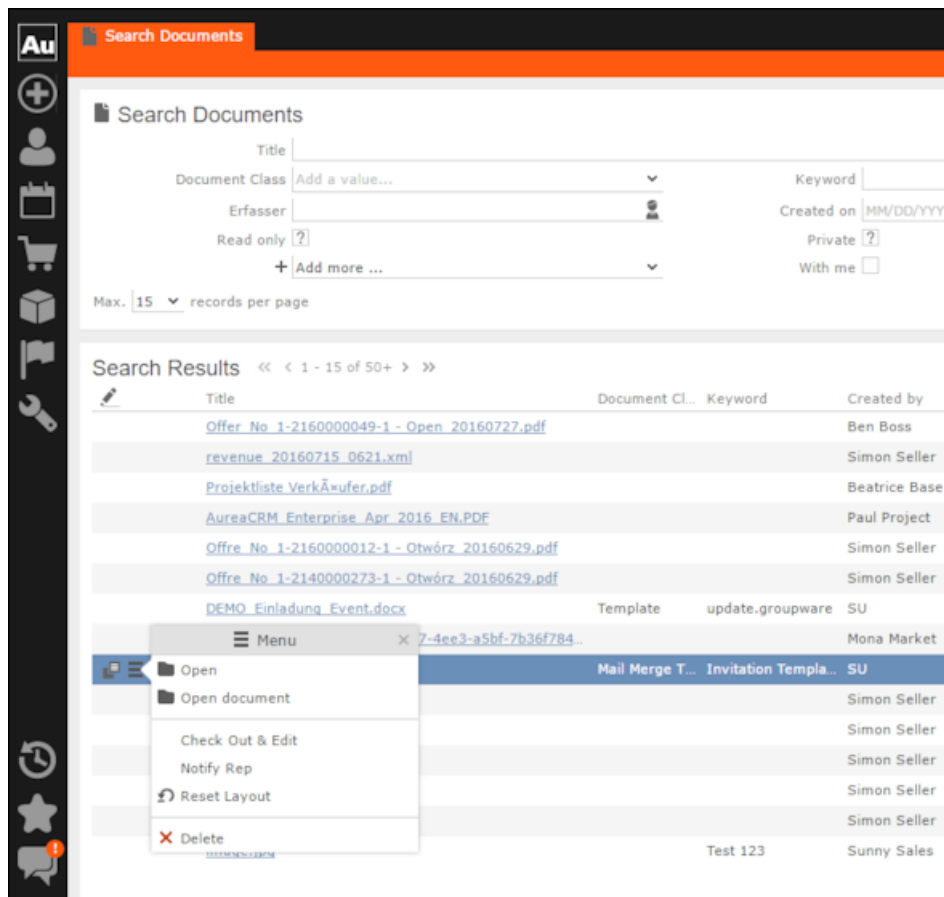 Au
Search Documents
Search Documents
Title
Document Class Add a value... Keyword
Erfasser Created on MM/DD/YYY
Read only ? Private ?
+ Add more ... With me
Max. 15 records per page
Search Results << < 1 - 15 of 50+ > >>
Title Document Cl... Keyword Created by
Offer_No_1-2160000049-1 - Open_20160727.pdf Ben Boss
revenue_20160715_0621.xml Simon Seller
Projektliste Verkäufer.pdf Beatrice Base
AureaCRM_Enterprise_Apr_2016_EN.PDF Paul Project
Offre_No_1-2160000012-1 - Otwórz_20160629.pdf Simon Seller
Offre_No_1-2140000273-1 - Otwórz_20160629.pdf Simon Seller
DEMO_Einladung_Event.docx Template update.groupware SU
Menu × 7-4ee3-a5bf-7b36f784... Mona Market
Open Mail Merge T... Invitation Templa... SU
Open document Simon Seller
Simon Seller
Check Out & Edit Simon Seller
Notify Rep
Reset Layout Simon Seller
Simon Seller
Delete
Test 123 Sunny Sales